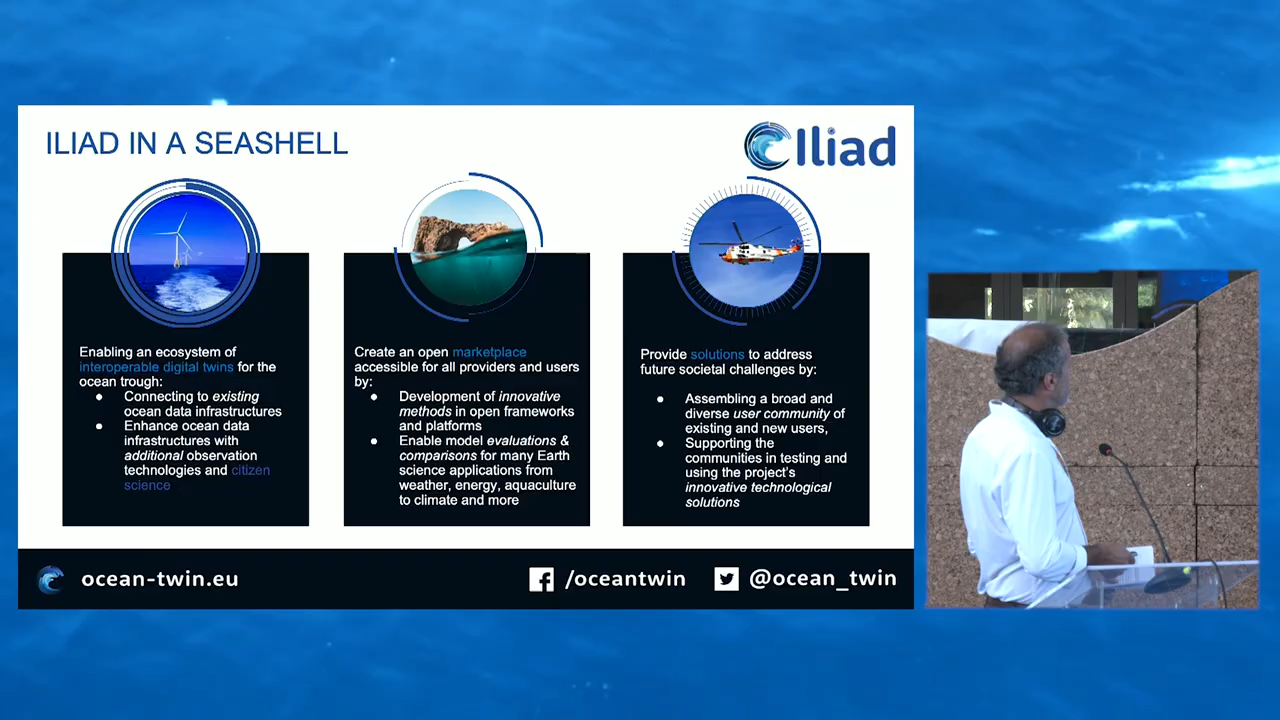 ILIAD IN A SEASHELL
Iliad
Enabling an ecosystem of
interoperable digital twins for the
ocean trough:
● Connecting to existing
ocean data infrastructures
● Enhance ocean data
infrastructures with
additional observation
technologies and citizen
science
Create an open marketplace
accessible for all providers and users
by:
● Development of innovative
methods in open frameworks
and platforms
● Enable model evaluations &
comparisons for many Earth
science applications from
weather, energy, aquaculture
to climate and more
Provide solutions to address
future societal challenges by:
● Assembling a broad and
diverse user community of
existing and new users,
● Supporting the
communities in testing and
using the project's
innovative technological
solutions
ocean-twin.eu
/oceantwin
@ocean_twin